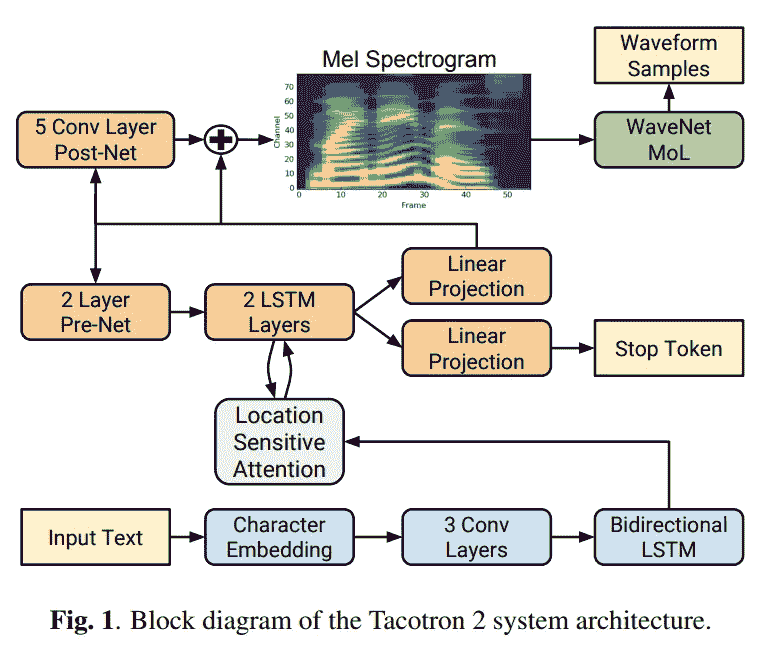 Waveform
Samples
Mel Spectrogram
5 Conv Layer
Post-Net
Channel
70
60
50
40
30
20
10
0
0 10 20 30 40 50
Frame
WaveNet
MoL
2 Layer
Pre-Net
2 LSTM
Layers
Linear
Projection
Linear
Projection
Stop Token
Location
Sensitive
Attention
Input Text
Character
Embedding
3 Conv
Layers
Bidirectional
LSTM
Fig. 1. Block diagram of the Tacotron 2 system architecture.